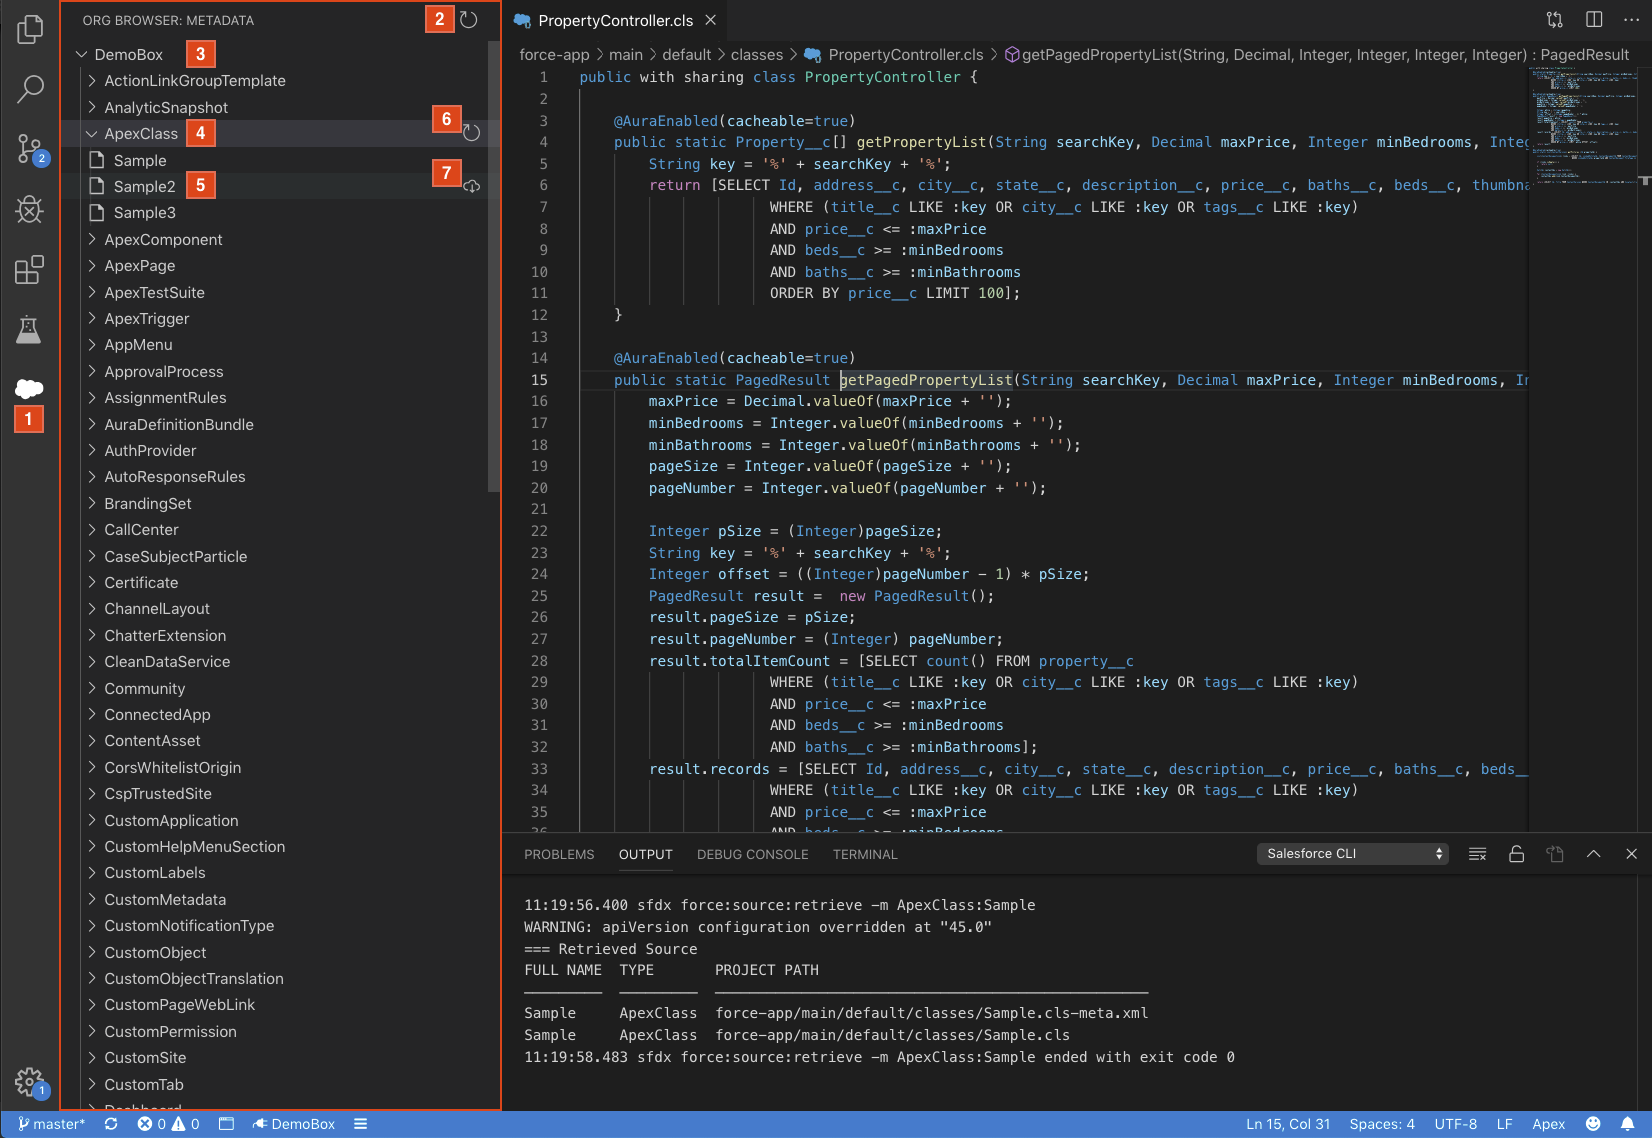 ORG BROWSER: METADATA
2
DemoBox
3
ActionLinkGroupTemplate
AnalyticSnapshot
ApexClass
4
6
Sample
Sample2
5
7
Sample3
ApexComponent
ApexPage
ApexTestSuite
ApexTrigger
AppMenu
ApprovalProcess
AssignmentRules
AuraDefinitionBundle
AuthProvider
AutoResponseRules
BrandingSet
CallCenter
CaseSubjectParticle
Certificate
ChannelLayout
ChatterExtension
CleanDataService
Community
ConnectedApp
ContentAsset
CorsWhitelistOrigin
CspTrustedSite
CustomApplication
CustomHelpMenuSection
CustomLabels
CustomMetadata
CustomNotificationType
CustomObject
CustomObjectTranslation
CustomPageWebLink
CustomPermission
CustomSite
CustomTab
Dashboard
2
1
1
PropertyController.cls
force-app > main > default > classes > PropertyController.cls > getPagedPropertyList(String, Decimal, Integer, Integer, Integer, Integer) : PagedResult
1 public with sharing class PropertyController {
2
3 @AuraEnabled(cacheable=true)
4 public static Property__c[] getPropertyList(String searchKey, Decimal maxPrice, Integer minBedrooms, Integ
5 String key = '%' + searchKey + '%';
6 return [SELECT Id, address__c, city__c, state__c, description__c, price__c, baths__c, beds__c, thumbna
7 WHERE (title__c LIKE :key OR city__c LIKE :key OR tags__c LIKE :key)
8 AND price__c <= :maxPrice
9 AND beds__c >= :minBedrooms
10 AND baths__c >= :minBathrooms
11 ORDER BY price__c LIMIT 100];
12 }
13
14 @AuraEnabled(cacheable=true)
15 public static PagedResult getPagedPropertyList(String searchKey, Decimal maxPrice, Integer minBedrooms, In
16 maxPrice = Decimal.valueOf(maxPrice + '');
17 minBedrooms = Integer.valueOf(minBedrooms + '');
18 minBathrooms = Integer.valueOf(minBathrooms + '');
19 pageSize = Integer.valueOf(pageSize + '');
20 pageNumber = Integer.valueOf(pageNumber + '');
21
22 Integer pSize = (Integer)pageSize;
23 String key = '%' + searchKey + '%';
24 Integer offset = ((Integer)pageNumber - 1) * pSize;
25 PagedResult result =  new PagedResult();
26 result.pageSize = pSize;
27 result.pageNumber = (Integer) pageNumber;
28 result.totalItemCount = [SELECT count() FROM property__c
29 WHERE (title__c LIKE :key OR city__c LIKE :key OR tags__c LIKE :key)
30 AND price__c <= :maxPrice
31 AND beds__c >= :minBedrooms
32 AND baths__c >= :minBathrooms];
33 result.records = [SELECT Id, address__c, city__c, state__c, description__c, price__c, baths__c, beds__
34 WHERE (title__c LIKE :key OR city__c LIKE :key OR tags__c LIKE :key)
35 AND price__c <= :maxPrice
36 AND beds__c >= :minBedrooms
PROBLEMS OUTPUT DEBUG CONSOLE TERMINAL Salesforce CLI
11:19:56.400 sfdx force:source:retrieve -m ApexClass:Sample
WARNING: apiVersion configuration overridden at "45.0"
=== Retrieved Source
FULL NAME TYPE PROJECT PATH
Sample ApexClass force-app/main/default/classes/Sample.cls-meta.xml
Sample ApexClass force-app/main/default/classes/Sample.cls
11:19:58.483 sfdx force:source:retrieve -m ApexClass:Sample ended with exit code 0
master* 0 0 DemoBox Ln 15, Col 31 Spaces: 4 UTF-8 LF Apex